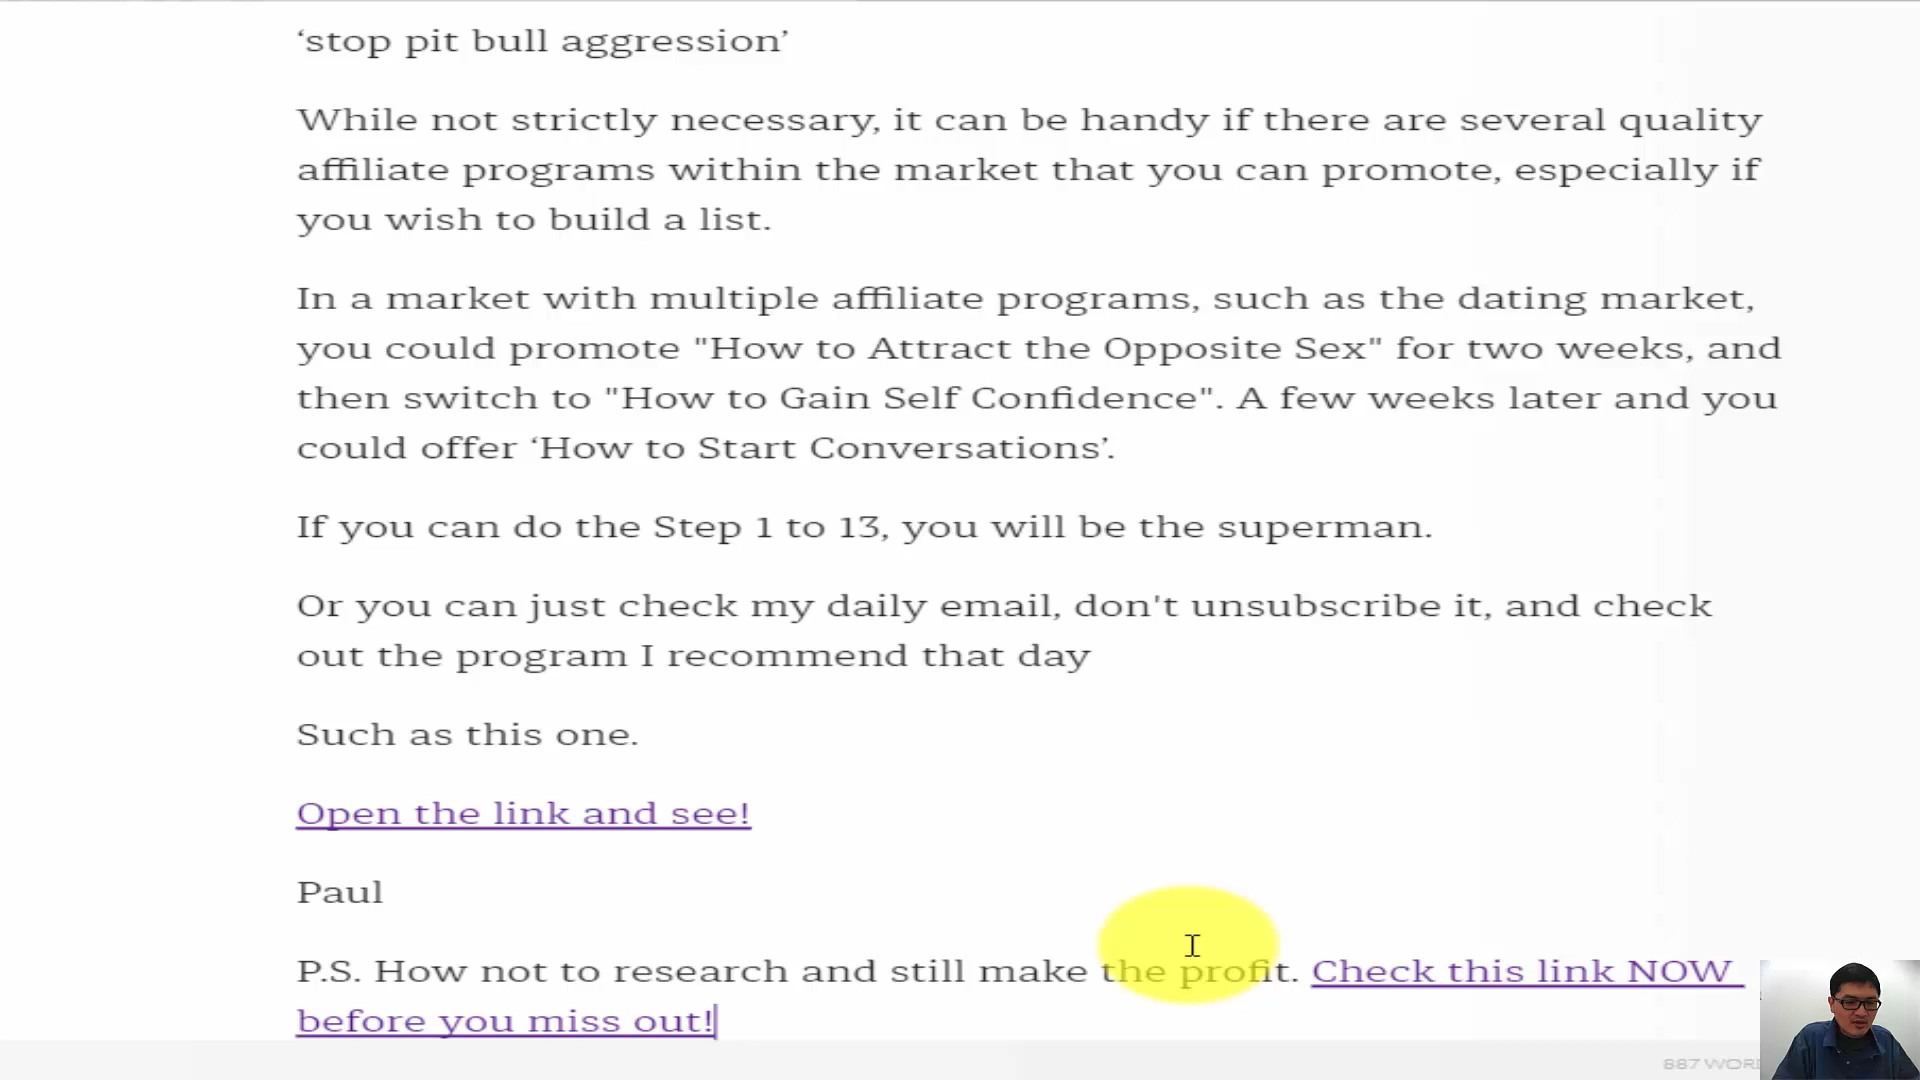 ‘stop pit bull aggression’
While not strictly necessary, it can be handy if there are several quality
affiliate programs within the market that you can promote, especially if
you wish to build a list.
In a market with multiple affiliate programs, such as the dating market,
you could promote "How to Attract the Opposite Sex" for two weeks, and
then switch to "How to Gain Self Confidence". A few weeks later and you
could offer ‘How to Start Conversations’.
If you can do the Step 1 to 13, you will be the superman.
Or you can just check my daily email, don't unsubscribe it, and check
out the program I recommend that day
Such as this one.
Open the link and see!
Paul
P.S. How not to research and still make the profit. Check this link NOW
before you miss out!
887